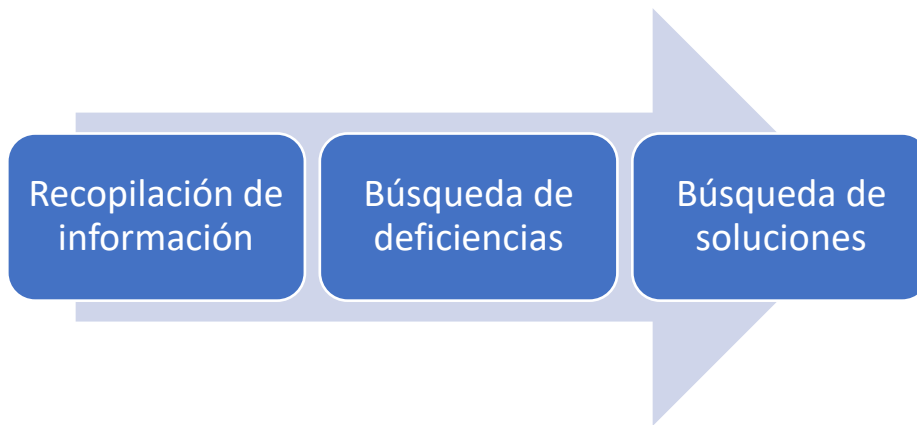 Recopilación de
información
Búsqueda de
deficiencias
Búsqueda de
soluciones